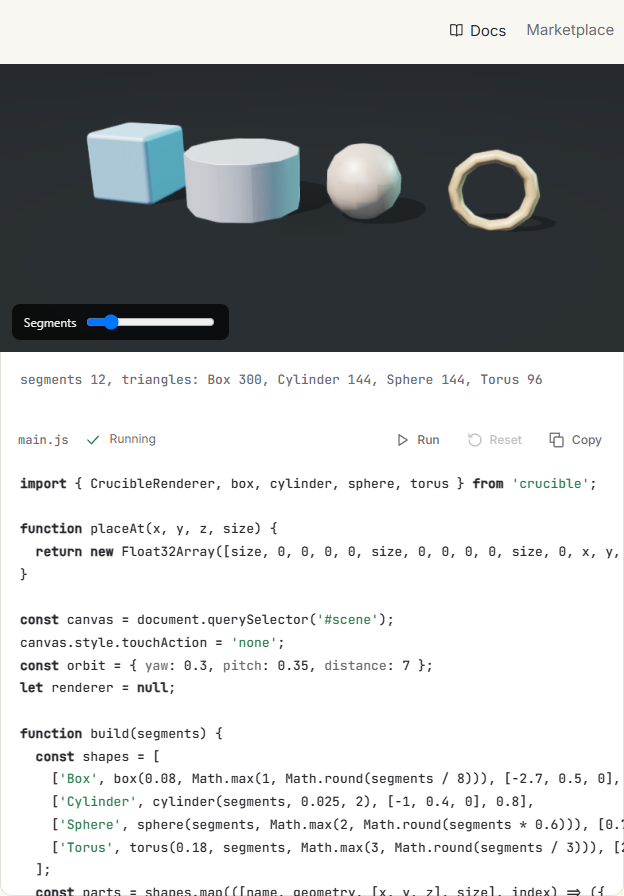 Docs Marketplace
Segments
segments 12, triangles: Box 300, Cylinder 144, Sphere 144, Torus 96
main.js Running Run Reset Copy
import { CrucibleRenderer, box, cylinder, sphere, torus } from 'crucible';
function placeAt(x, y, z, size) {
  return new Float32Array([size, 0, 0, 0, 0, size, 0, 0, 0, 0, size, 0, x, y,
}
const canvas = document.querySelector('#scene');
canvas.style.touchAction = 'none';
const orbit = { yaw: 0.3, pitch: 0.35, distance: 7 };
let renderer = null;
function build(segments) {
  const shapes = [
    ['Box', box(0.08, Math.max(1, Math.round(segments / 8))), [-2.7, 0.5, 0],
    ['Cylinder', cylinder(segments, 0.025, 2), [-1, 0.4, 0], 0.8],
    ['Sphere', sphere(segments, Math.max(2, Math.round(segments * 0.6))), [0.
    ['Torus', torus(0.18, segments, Math.max(3, Math.round(segments / 3))), [
  ];
  const parts = shapes.map(([name, geometry, [x, y, z], size], index) => ({